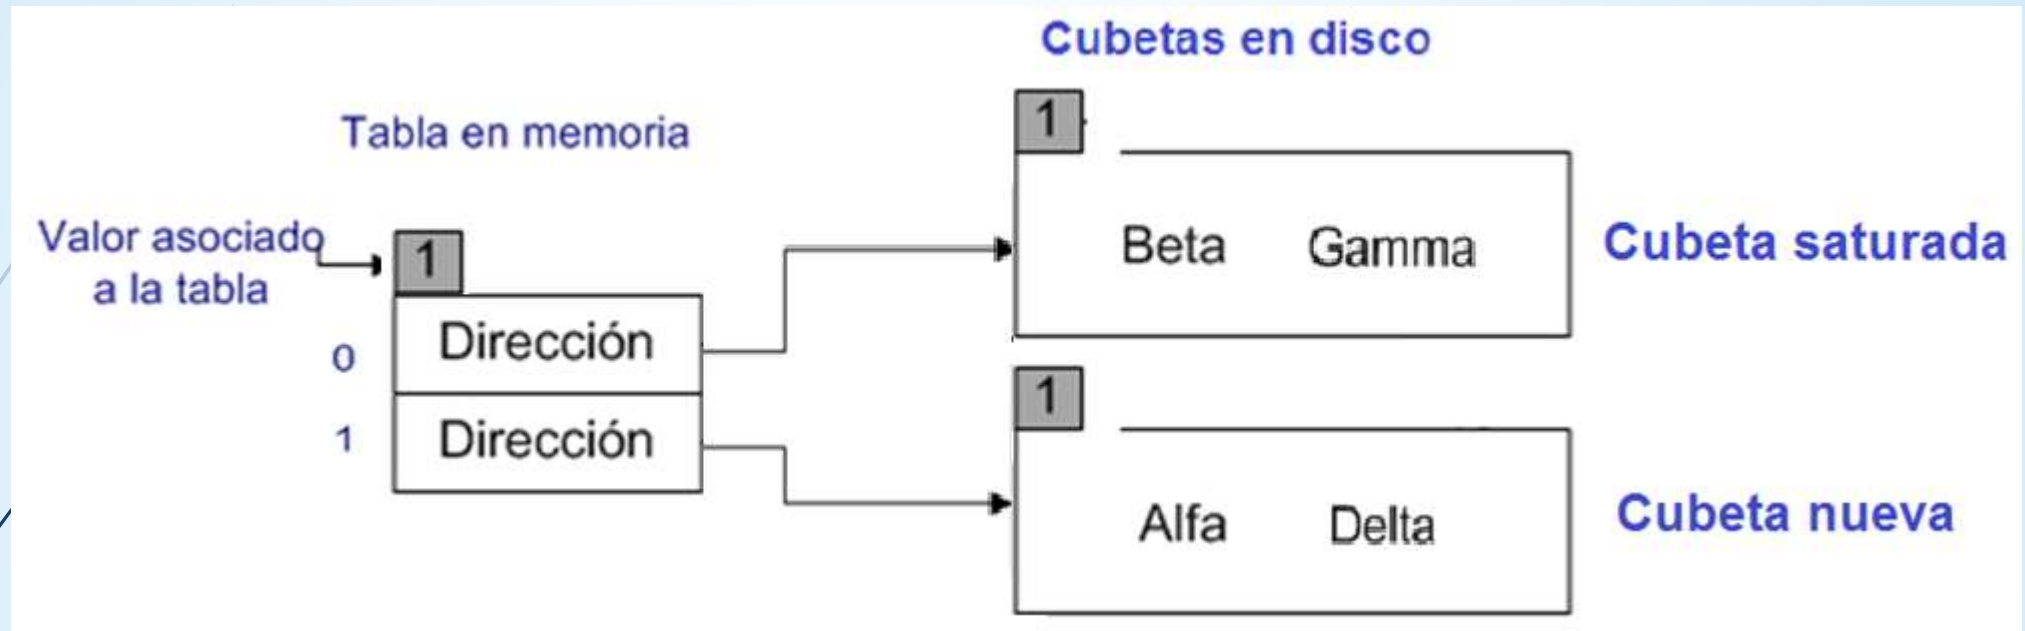 Cubetas en disco
Tabla en memoria
1
Valor asociado
a la tabla
1
0
Dirección
1
Dirección
Beta Gamma
Cubeta saturada
1
Alfa Delta
Cubeta nueva